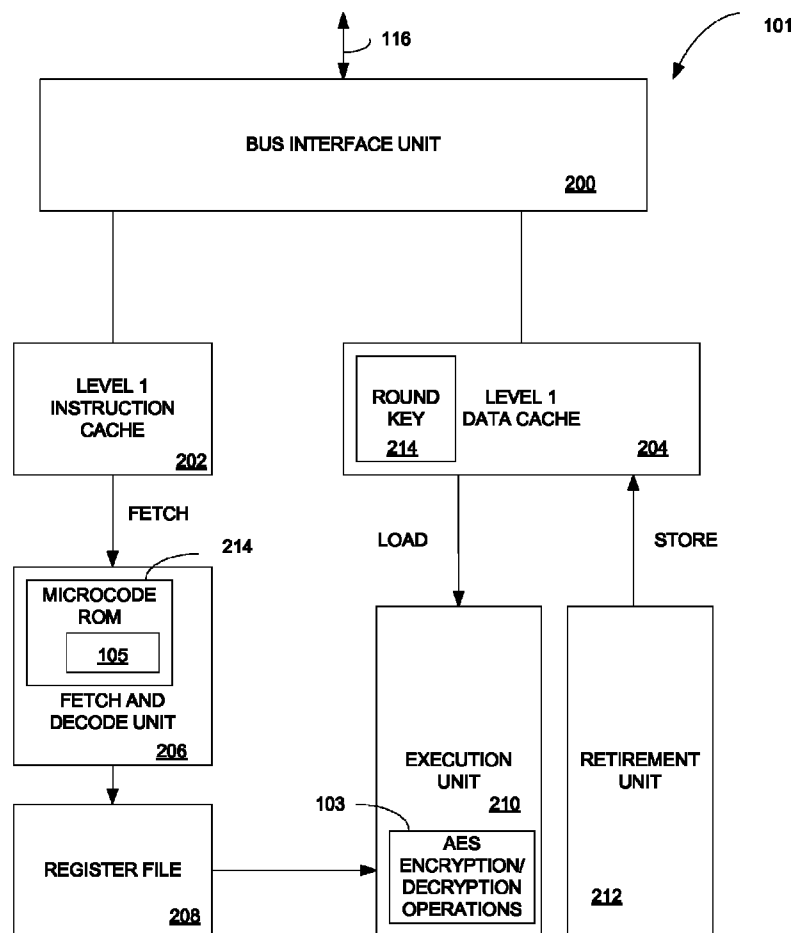 116
101
BUS INTERFACE UNIT
200
LEVEL 1
INSTRUCTION
CACHE
202
ROUND
KEY
214
LEVEL 1
DATA CACHE
204
FETCH
214
LOAD
STORE
MICROCODE
ROM
105
FETCH AND
DECODE UNIT
206
EXECUTION
UNIT
210
RETIREMENT
UNIT
212
103
AES
ENCRYPTION/
DECRYPTION
OPERATIONS
REGISTER FILE
208